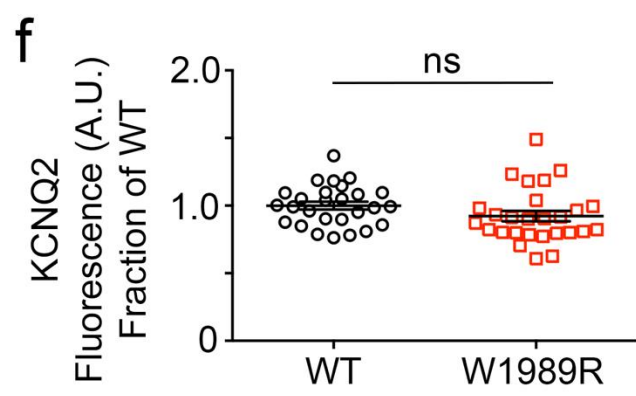 f
KCNQ2
Fluorescence (A.U.)
Fraction of WT
2.0
1.0
0
ns
WT
W1989R